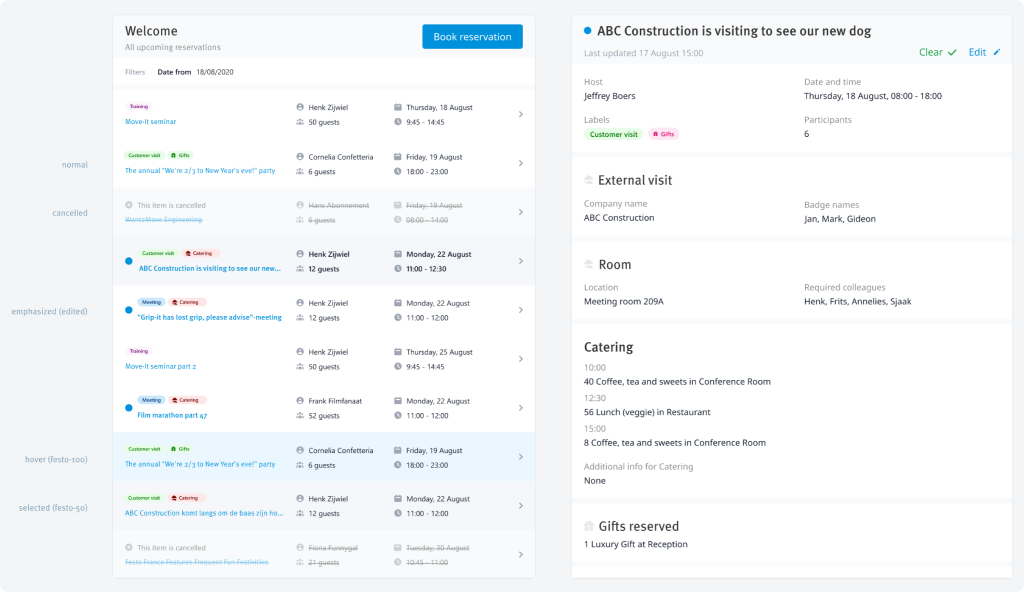 Welcome
All upcoming reservations
Book reservation
Filters Date from 18/08/2020
Training
Move-It seminar
Henk Zijwiel
50 guests
Thursday, 18 August
9:45 - 14:45
normal
Customer visit Gifts
The annual "We're 2/3 to New Year's eve!" party
Cornelia Confetteria
6 guests
Friday, 19 August
18:00 - 23:00
cancelled
This item is cancelled
Want2Move Engineering
Hans Abonnement
6 guests
Friday, 19 August
08:00 - 14:00
Customer visit Catering
ABC Construction is visiting to see our new...
Henk Zijwiel
12 guests
Monday, 22 August
11:00 - 12:30
emphasized (edited)
Meeting Catering
"Grip-it has lost grip, please advise"-meeting
Henk Zijwiel
12 guests
Monday, 22 August
11:00 - 12:00
Training
Move-It seminar part 2
Henk Zijwiel
50 guests
Thursday, 25 August
9:45 - 14:45
Meeting Catering
Film marathon part 47
Frank Filmfanaat
52 guests
Monday, 22 August
11:00 - 12:00
hover (festo-100)
Customer visit Gifts
The annual "We're 2/3 to New Year's eve!" party
Cornelia Confetteria
6 guests
Friday, 19 August
18:00 - 23:00
selected (festo-50)
Customer visit Catering
ABC Construction komt langs om de baas zijn ho...
Henk Zijwiel
12 guests
Monday, 22 August
11:00 - 12:00
This item is cancelled
Festo France Features Frequent Fun Festivities
Fiona Funnygal
21 guests
Tuesday, 30 August
10:45 - 11:00
ABC Construction is visiting to see our new dog
Last updated 17 August 15:00
Clear Edit
Host
Jeffrey Boers
Date and time
Thursday, 18 August, 08:00 - 18:00
Labels
Customer visit Gifts
Participants
6
External visit
Company name
ABC Construction
Badge names
Jan, Mark, Gideon
Room
Location
Meeting room 209A
Required colleagues
Henk, Frits, Annelies, Sjaak
Catering
10:00
40 Coffee, tea and sweets in Conference Room
12:30
56 Lunch (veggie) in Restaurant
15:00
8 Coffee, tea and sweets in Conference Room
Additional info for Catering
None
Gifts reserved
1 Luxury Gift at Reception